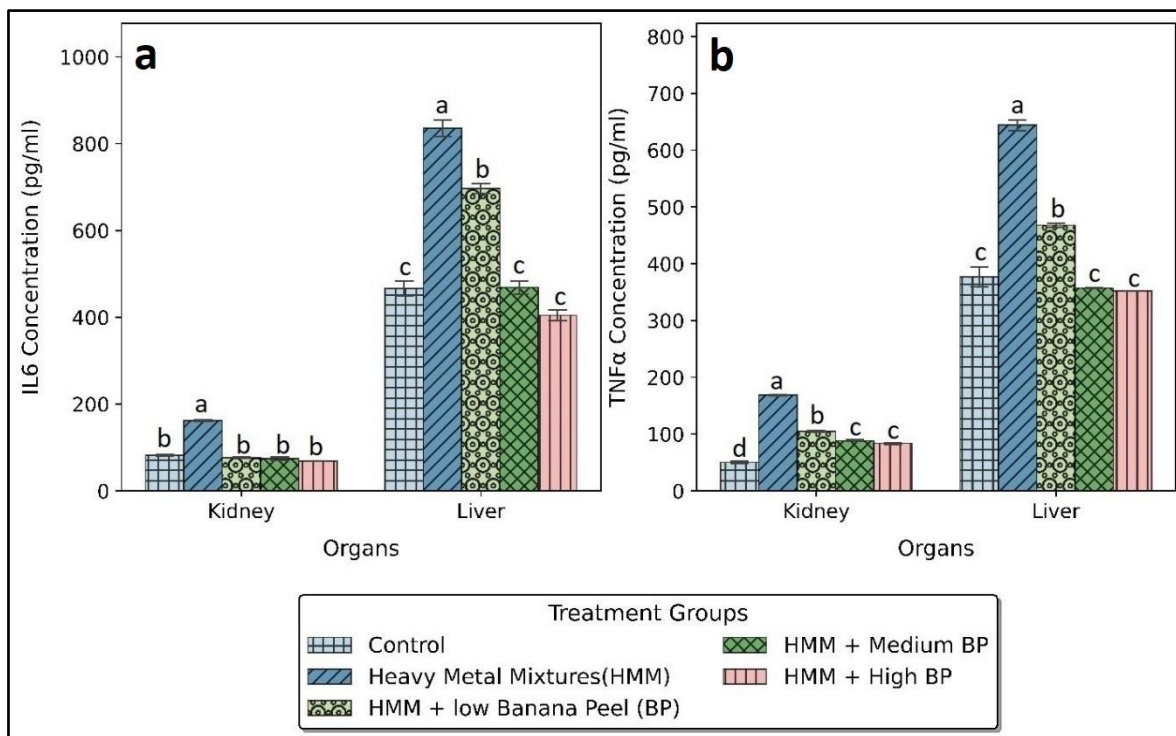 a
IL6 Concentration (pg/ml)
1000
800
600
400
200
0
b
a
b
b
b
c
a
b
c
c
Kidney
Liver
Organs
b
TNFα Concentration (pg/ml)
800
700
600
500
400
300
200
100
0
d
a
b
c
c
c
a
b
c
c
Kidney
Liver
Organs
Treatment Groups
Control
Heavy Metal Mixtures(HMM)
HMM + low Banana Peel (BP)
HMM + Medium BP
HMM + High BP